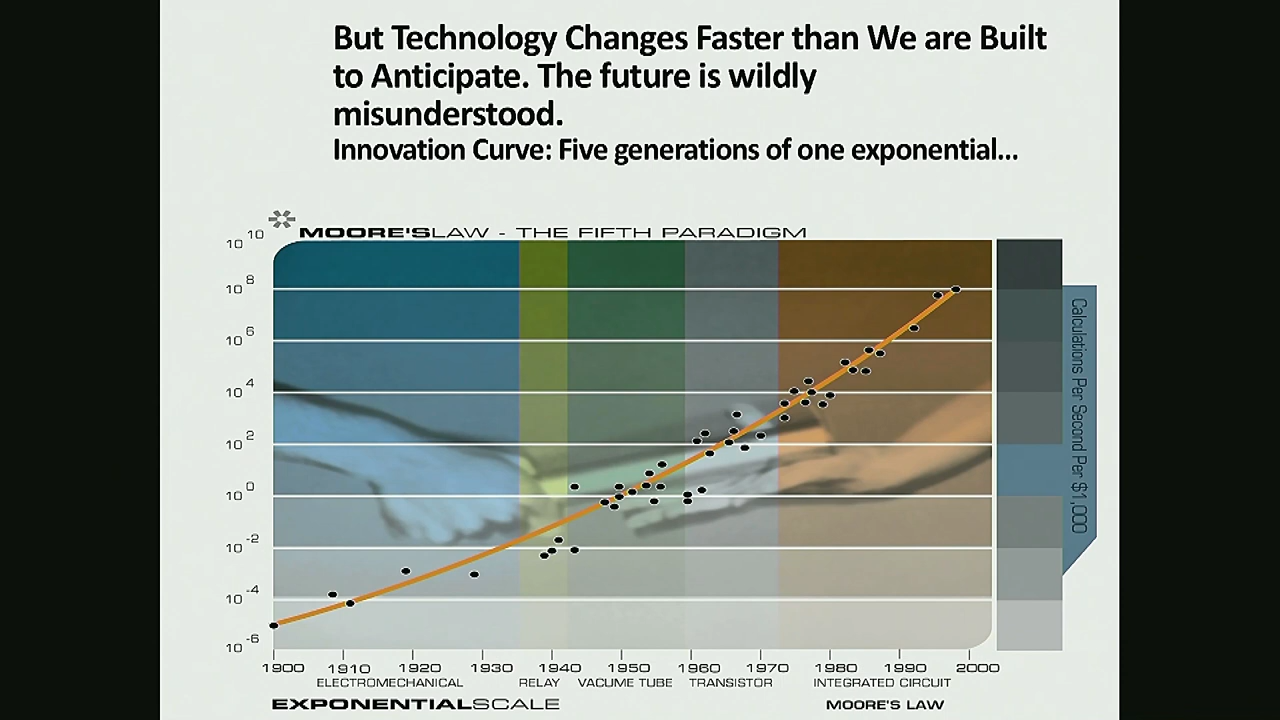 But Technology Changes Faster than We are Built
to Anticipate. The future is wildly
misunderstood.
Innovation Curve: Five generations of one exponential...
MOORE'SLAW - THE FIFTH PARADIGM
10 10
10 8
10 6
10 4
10 2
10 0
10 -2
10 -4
10 -6
Calculations Per Second Per $1,000
1900 1910 1920 1930 1940 1950 1960 1970 1980 1990 2000
ELECTROMECHANICAL RELAY VACUME TUBE TRANSISTOR INTEGRATED CIRCUIT
EXPONENTIALSCALE MOORE'S LAW